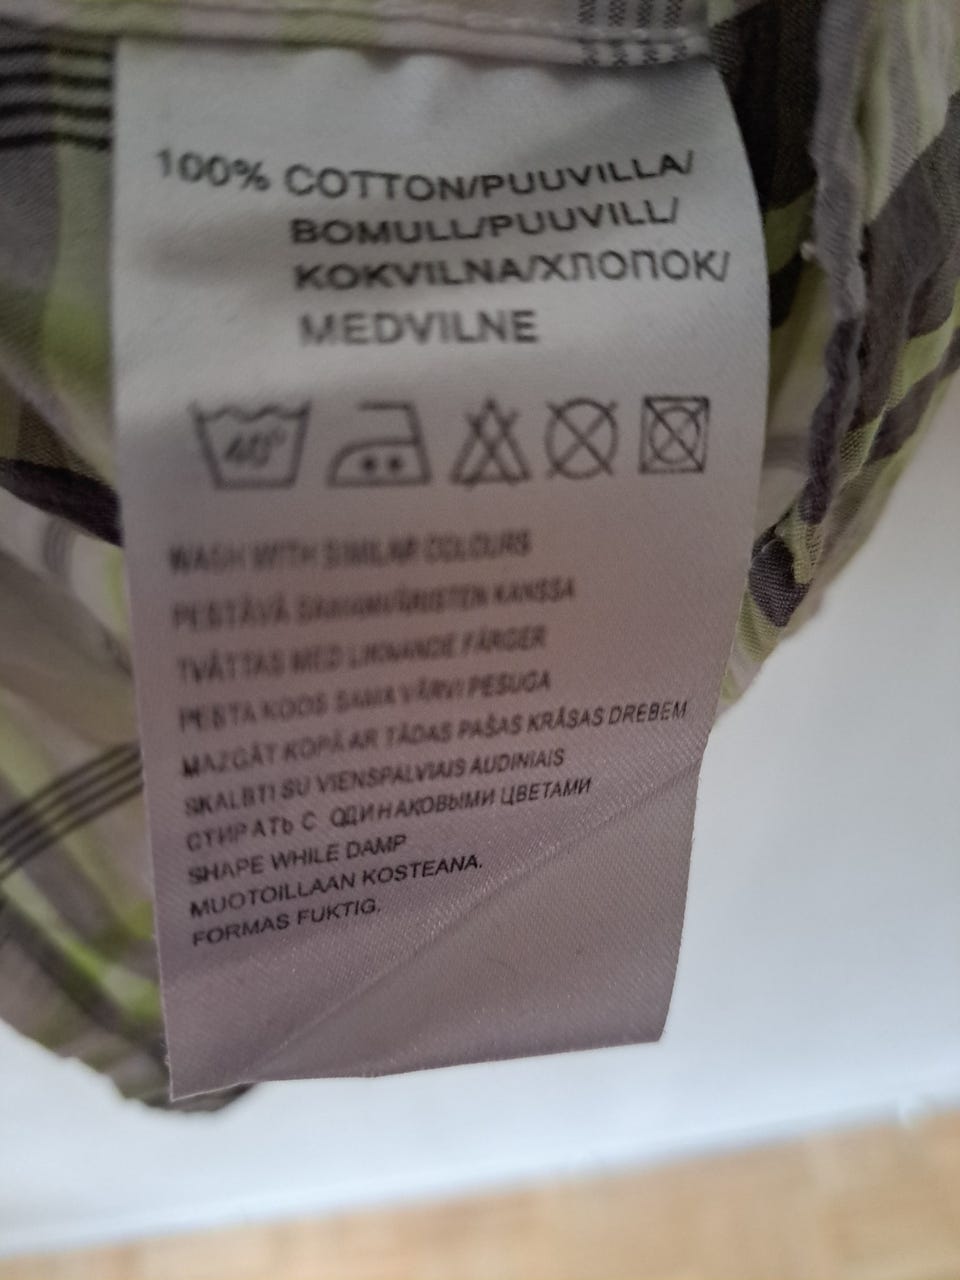 100% COTTON/PUUVILLA/
BOMULL/PUUVILL/
KOKVILNA/ХЛОПОК/
MEDVILNE
40°
WASH WITH SIMILAR COLOURS
PESTÄVÄ SAMANVÄRISTEN KANSSA
TVÄTTAS MED LIKNANDE FÄRGER
PESTA KOOS SAMA VÄRVI PESUGA
MAZGĀT KOPĀ AR TĀDAS PAŠAS KRĀSAS DREBEM
SKALBTI SU VIENSPALVIAIS AUDINIAIS
СТИРАТЬ С ОДИНАКОВЫМИ ЦВЕТАМИ
SHAPE WHILE DAMP
MUOTOILLAAN KOSTEANA.
FORMAS FUKTIG.